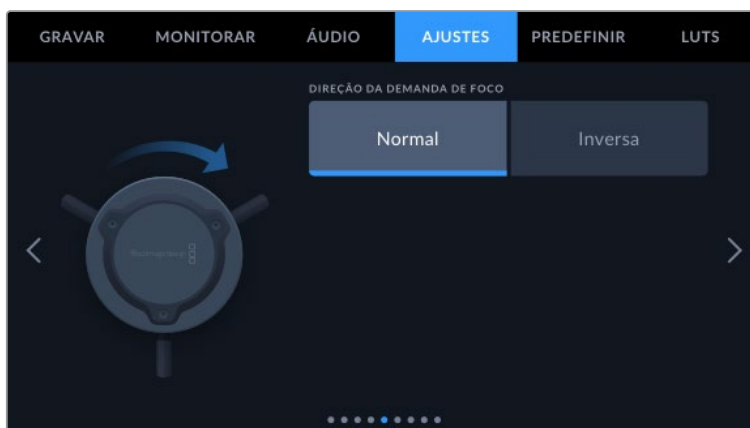 GRAVAR MONITORAR ÁUDIO AJUSTES PREDEFINIR LUTS
DIREÇÃO DA DEMANDA DE FOCO
Normal Inversa